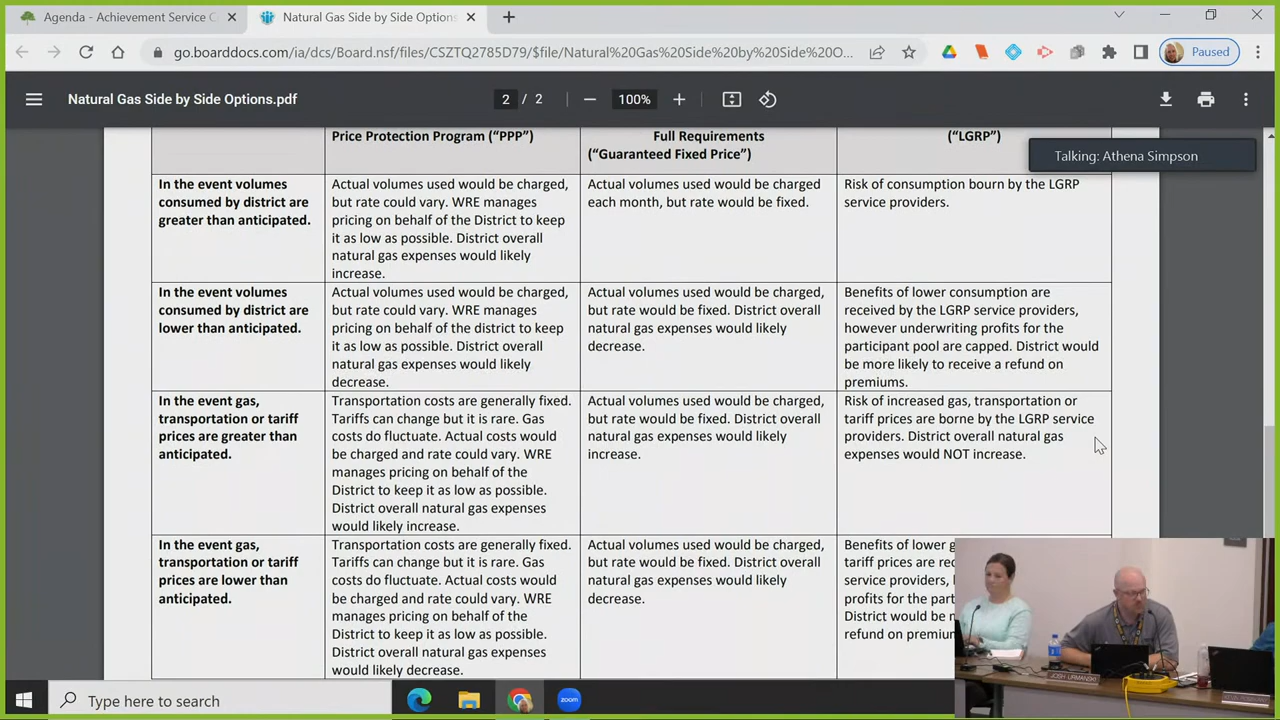 Agenda - Achievement Service C
Natural Gas Side by Side Options
go.boarddocs.com/ia/dcs/Board.nsf/files/CSZTO2785D79/$file/Natural%20Gas%20Side%20by%20Side%20O...
Paused
Natural Gas Side by Side Options.pdf
2 / 2
100%
Talking: Athena Simpson
Price Protection Program (“PPP”)
Full Requirements
(“Guaranteed Fixed Price”)
(“LGRP”)
In the event volumes
consumed by district are
greater than anticipated.
Actual volumes used would be charged,
but rate could vary. WRE manages
pricing on behalf of the District to keep
it as low as possible. District overall
natural gas expenses would likely
increase.
Actual volumes used would be charged
each month, but rate would be fixed.
Risk of consumption bourn by the LGRP
service providers.
In the event volumes
consumed by district are
lower than anticipated.
Actual volumes used would be charged,
but rate could vary. WRE manages
pricing on behalf of the district to keep
it as low as possible. District overall
natural gas expenses would likely
decrease.
Actual volumes used would be charged,
but rate would be fixed. District overall
natural gas expenses would likely
decrease.
Benefits of lower consumption are
received by the LGRP service providers,
however underwriting profits for the
participant pool are capped. District would
be more likely to receive a refund on
premiums.
In the event gas,
transportation or tariff
prices are greater than
anticipated.
Transportation costs are generally fixed.
Tariffs can change but it is rare. Gas
costs do fluctuate. Actual costs would
be charged and rate could vary. WRE
manages pricing on behalf of the
District to keep it as low as possible.
District overall natural gas expenses
would likely increase.
Actual volumes used would be charged,
but rate would be fixed. District overall
natural gas expenses would likely
increase.
Risk of increased gas, transportation or
tariff prices are borne by the LGRP service
providers. District overall natural gas
expenses would NOT increase.
In the event gas,
transportation or tariff
prices are lower than
anticipated.
Transportation costs are generally fixed.
Tariffs can change but it is rare. Gas
costs do fluctuate. Actual costs would
be charged and rate could vary. WRE
manages pricing on behalf of the
District to keep it as low as possible.
District overall natural gas expenses
would likely decrease.
Actual volumes used would be charged,
but rate would be fixed. District overall
natural gas expenses would likely
decrease.
Benefits of lower g
tariff prices are rec
service providers,
profits for the part
District would be m
refund on premium
JOSH URMANSKI
Type here to search
zoom